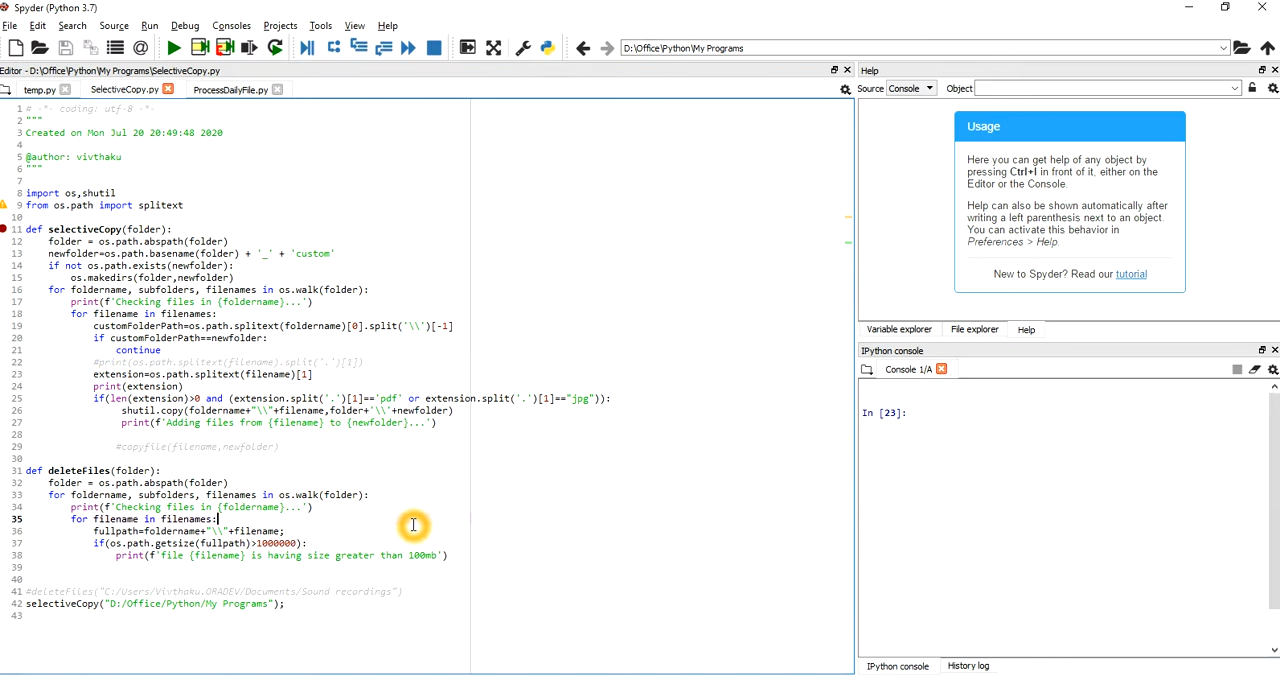 Spyder (Python 3.7)
File Edit Search Source Run Debug Consoles Projects Tools View Help
D:\Office\Python\My Programs
Editor - D:\Office\Python\My Programs\SelectiveCopy.py
temp.py SelectiveCopy.py ProcessDailyFile.py
1 # -*- coding: utf-8 -*-
2 """
3 Created on Mon Jul 20 20:49:48 2020
4
5 @author: vivthaku
6 """
7
8 import os,shutil
9 from os.path import splitext
10
11 def selectiveCopy(folder):
12 folder = os.path.abspath(folder)
13 newfolder=os.path.basename(folder) + '_' + 'custom'
14 if not os.path.exists(newfolder):
15 os.makedirs(folder,newfolder)
16 for foldername, subfolders, filenames in os.walk(folder):
17 print(f'Checking files in {foldername}...')
18 for filename in filenames:
19 customFolderPath=os.path.splitext(foldername)[0].split('\\')[-1]
20 if customFolderPath==newfolder:
21 continue
22 #print(os.path.splitext(filename).split('.')[1])
23 extension=os.path.splitext(filename)[1]
24 print(extension)
25 if(len(extension)>0 and (extension.split('.')[1]=='pdf' or extension.split('.')[1]=="jpg")):
26 shutil.copy(foldername+"\\"+filename,folder+'\\'+newfolder)
27 print(f'Adding files from {filename} to {newfolder}...')
28
29 #copyfile(filename,newfolder)
30
31 def deleteFiles(folder):
32 folder = os.path.abspath(folder)
33 for foldername, subfolders, filenames in os.walk(folder):
34 print(f'Checking files in {foldername}...')
35 for filename in filenames:
36 fullpath=foldername+"\\"+filename;
37 if(os.path.getsize(fullpath)>1000000):
38 print(f'file {filename} is having size greater than 100mb')
39
40
41 #deleteFiles("C:/Users/Vivthaku.ORADEV/Documents/Sound recordings")
42 selectiveCopy("D:/Office/Python/My Programs");
43
Help
Source Console Object
Usage
Here you can get help of any object by
pressing Ctrl+I in front of it, either on the
Editor or the Console.
Help can also be shown automatically after
writing a left parenthesis next to an object.
You can activate this behavior in
Preferences > Help.
New to Spyder? Read our tutorial
Variable explorer File explorer Help
IPython console
Console 1/A
In [23]:
IPython console History log